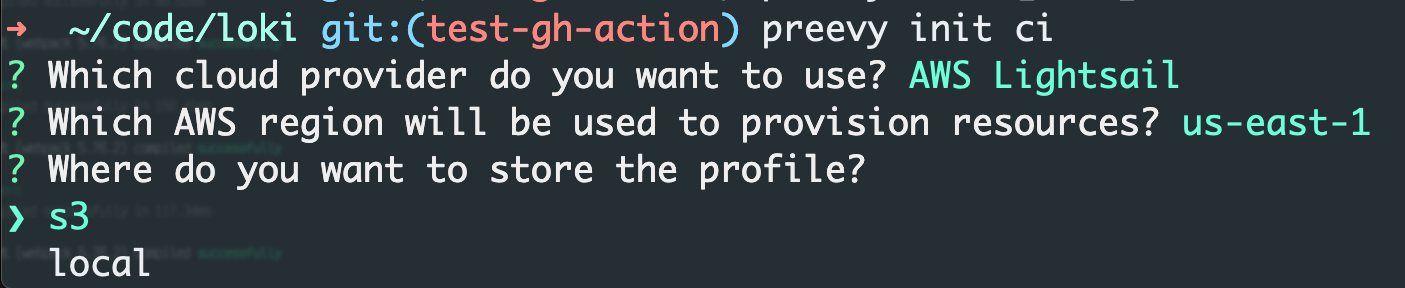 → ~/code/loki git:(test-gh-action) preevy init ci
? Which cloud provider do you want to use? AWS Lightsail
? Which AWS region will be used to provision resources? us-east-1
? Where do you want to store the profile?
❯ s3
local